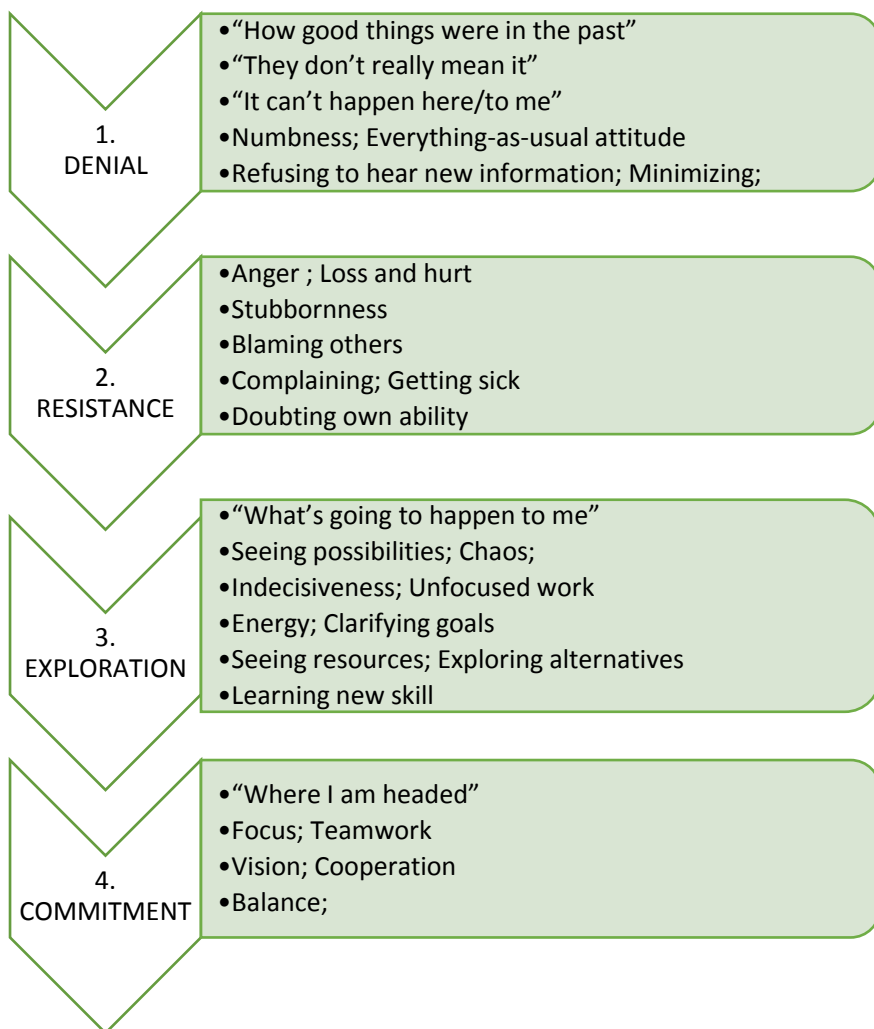 1.
DENIAL
•“How good things were in the past”
•“They don’t really mean it”
•“It can’t happen here/to me”
•Numbness; Everything-as-usual attitude
•Refusing to hear new information; Minimizing;
2.
RESISTANCE
•Anger ; Loss and hurt
•Stubbornness
•Blaming others
•Complaining; Getting sick
•Doubting own ability
3.
EXPLORATION
•“What’s going to happen to me”
•Seeing possibilities; Chaos;
•Indecisiveness; Unfocused work
•Energy; Clarifying goals
•Seeing resources; Exploring alternatives
•Learning new skill
4.
COMMITMENT
•“Where I am headed”
•Focus; Teamwork
•Vision; Cooperation
•Balance;